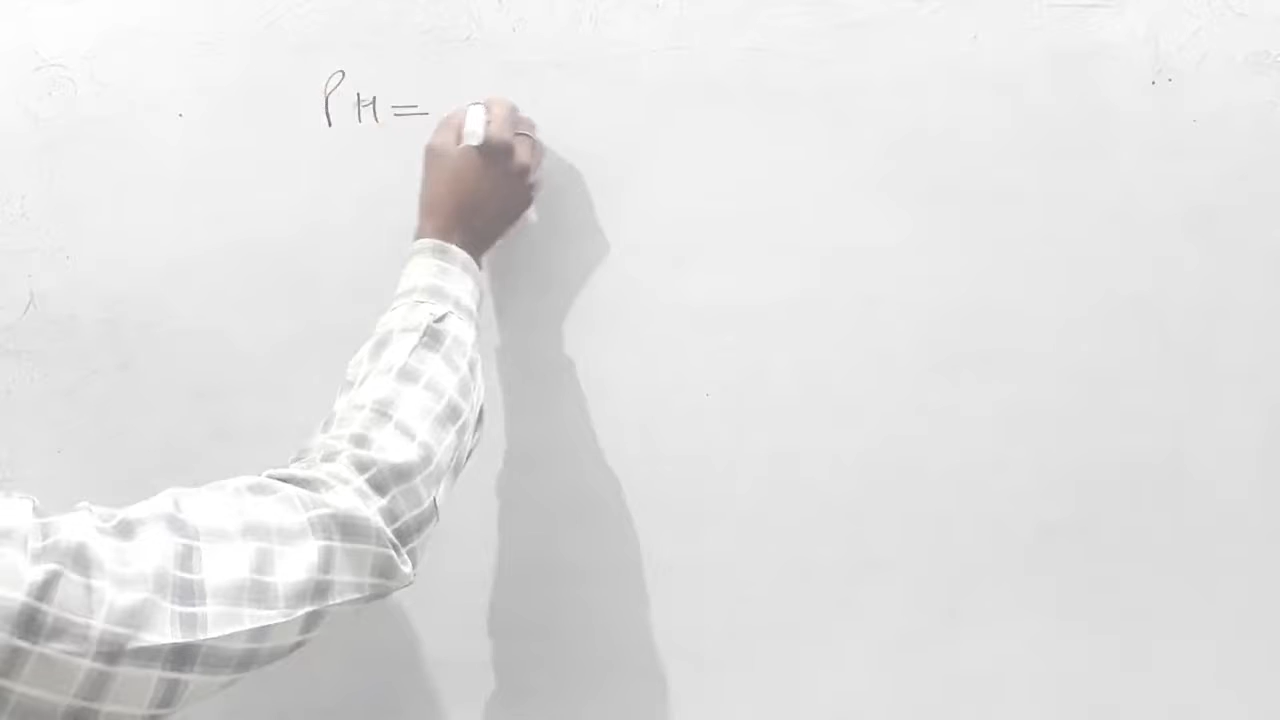 PH =